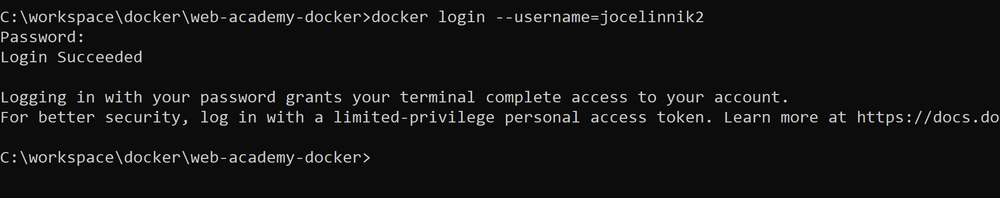 C:\workspace\docker\web-academy-docker>docker login --username=jocelinnik2
Password:
Login Succeeded
Logging in with your password grants your terminal complete access to your account.
For better security, log in with a limited-privilege personal access token. Learn more at https://docs.do
C:\workspace\docker\web-academy-docker>